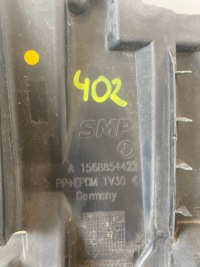 402
SMP
A 1568854422
PP+EPDM TV30 <
Germany